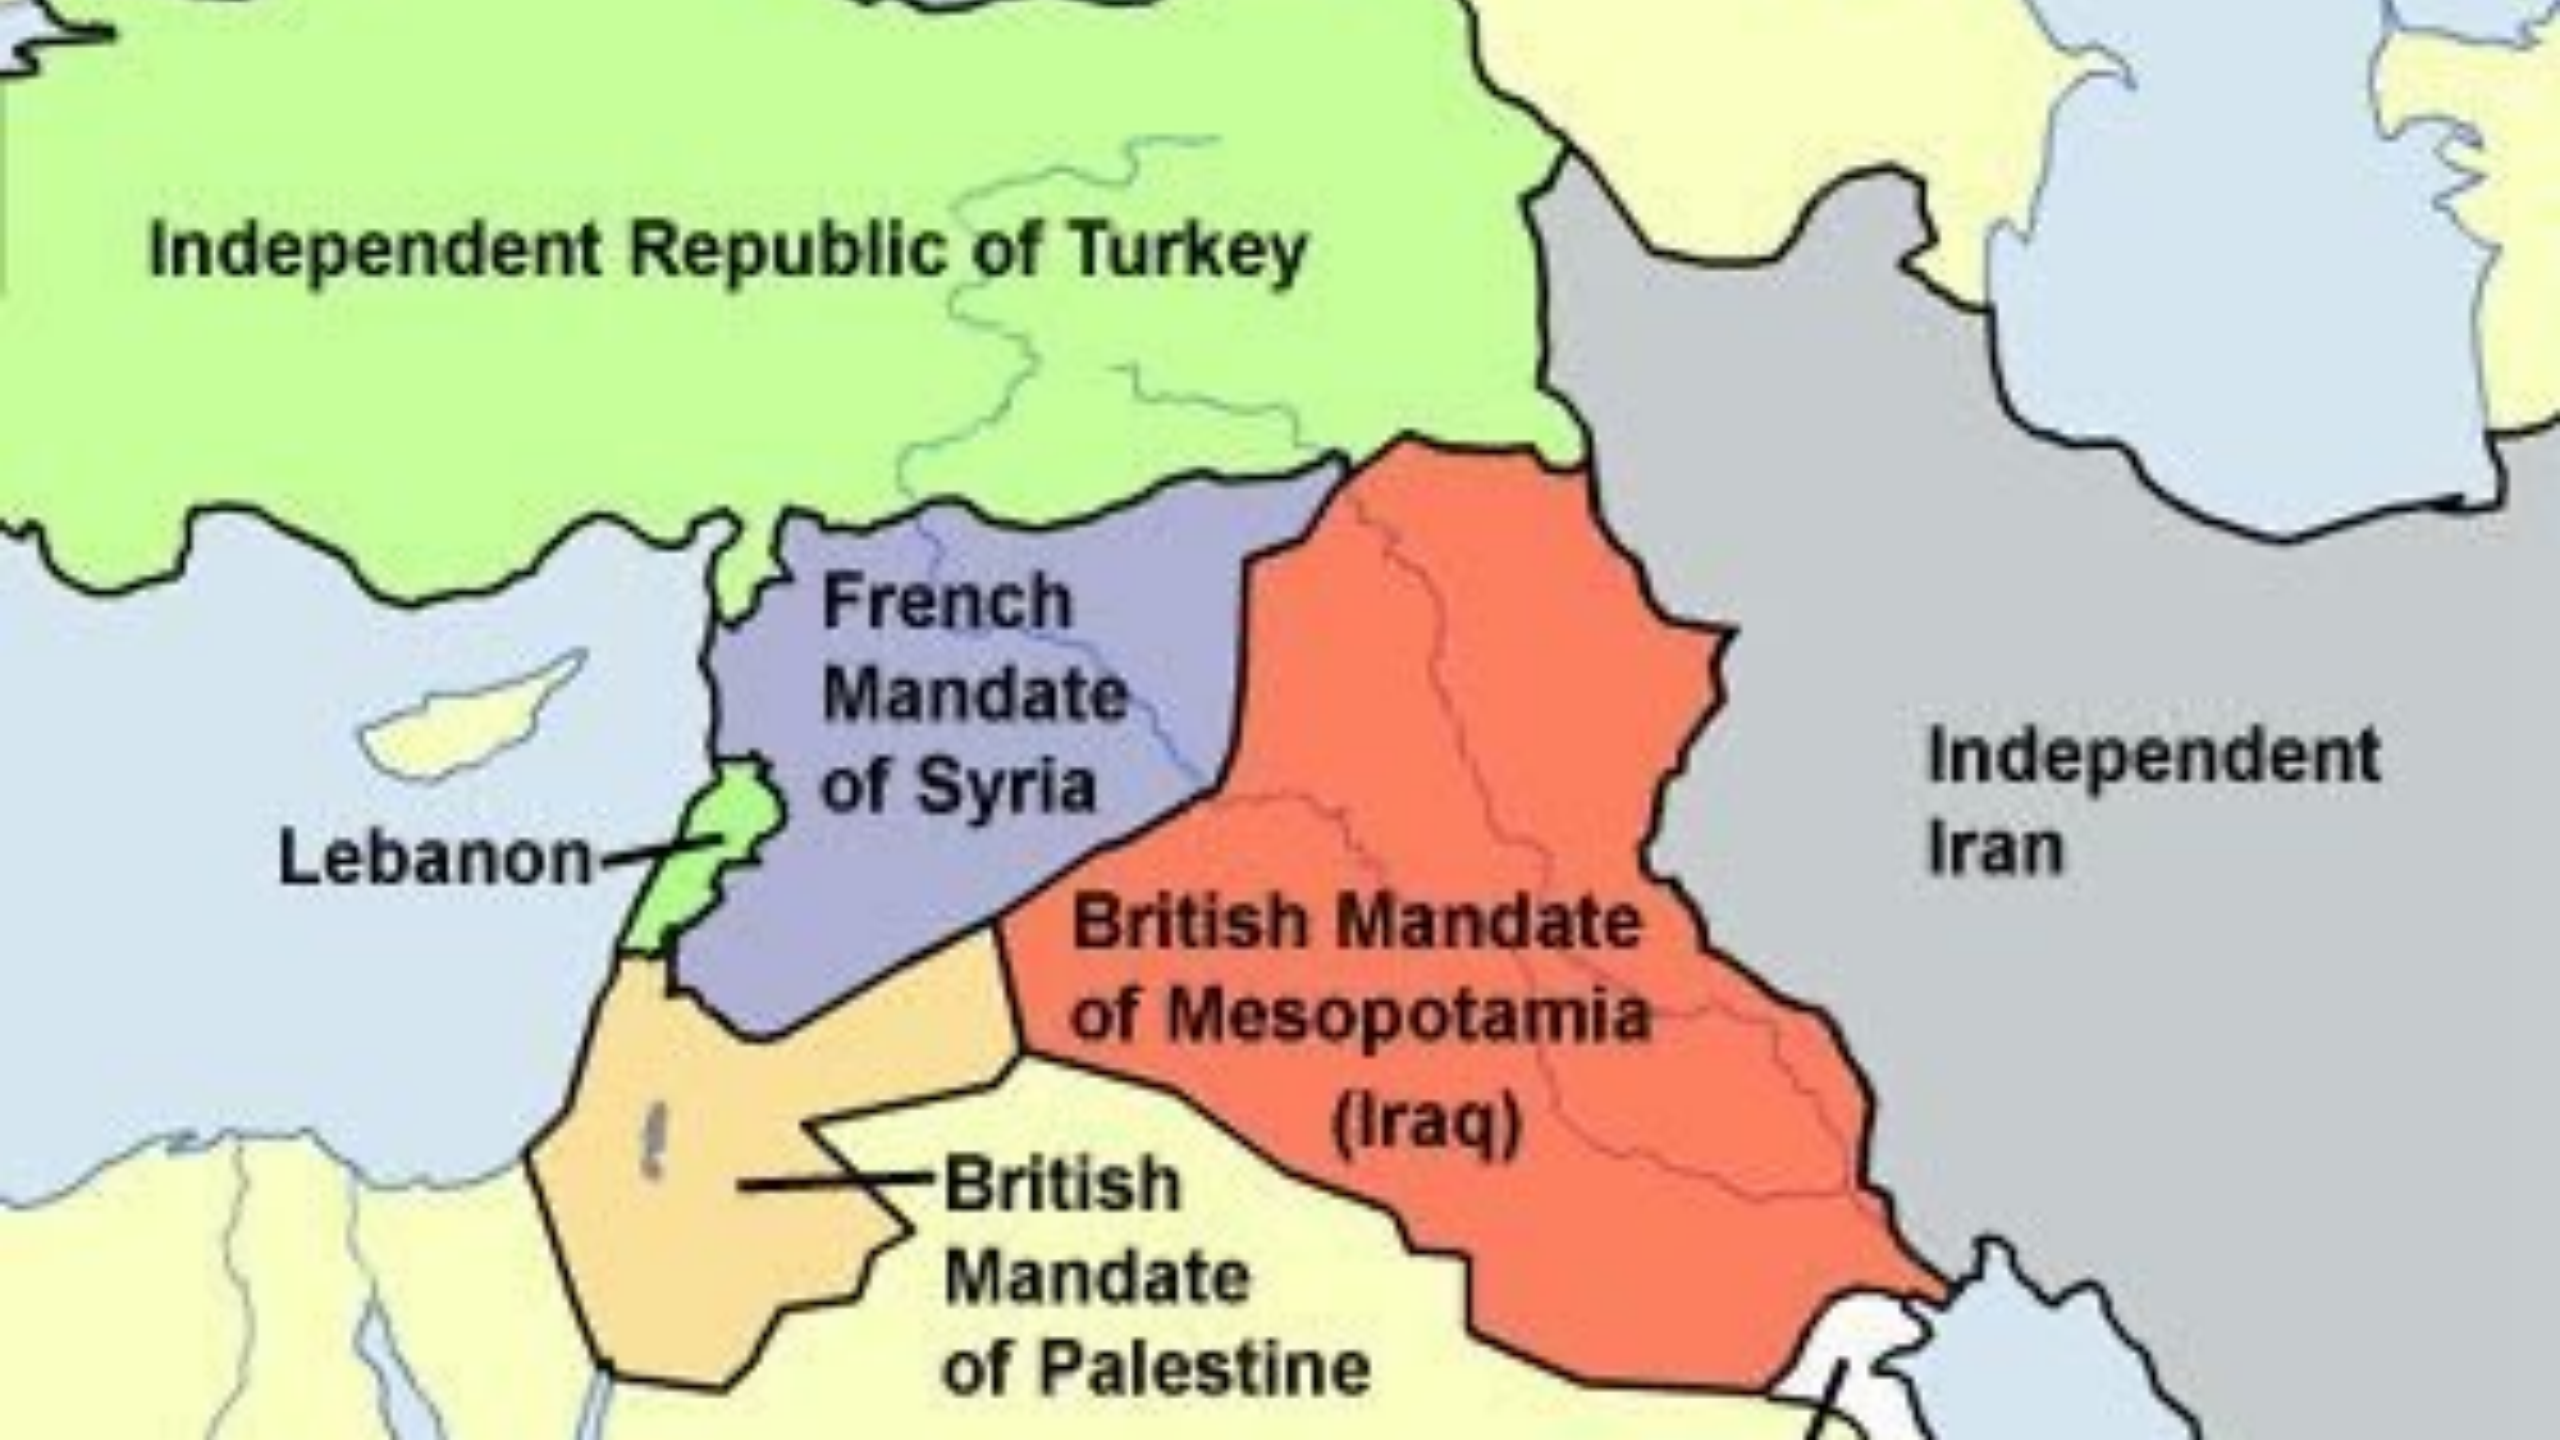 Independent Republic of Turkey
French
Mandate
of Syria
Lebanon
Independent
Iran
British Mandate
of Mesopotamia
(Iraq)
British
Mandate
of Palestine